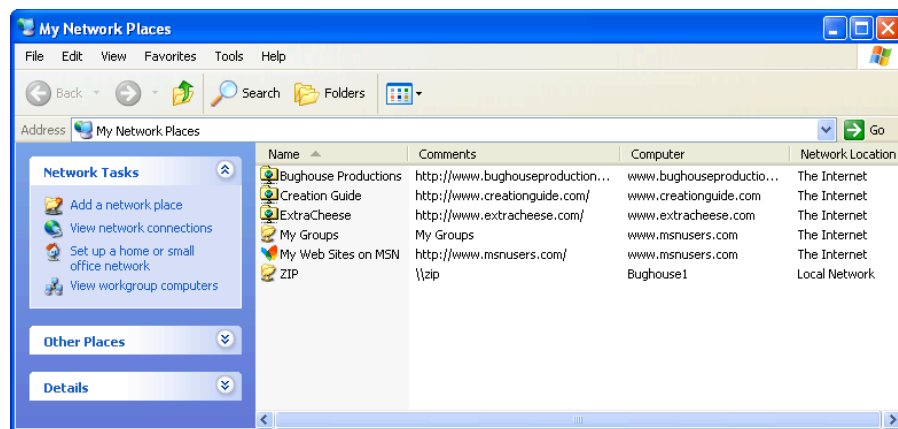 My Network Places
File Edit View Favorites Tools Help
Back Search Folders
Address My Network Places Go
Name Comments Computer Network Location
Network Tasks
Add a network place
View network connections
Set up a home or small
office network
View workgroup computers
Other Places
Details
Bughouse Productions http://www.bughouseproduction... www.bughouseproductio... The Internet
Creation Guide http://www.creationguide.com/ www.creationguide.com The Internet
ExtraCheese http://www.extracheese.com/ www.extracheese.com The Internet
My Groups My Groups www.msnusers.com The Internet
My Web Sites on MSN http://www.msnusers.com/ www.msnusers.com The Internet
ZIP \\zip Bughouse1 Local Network